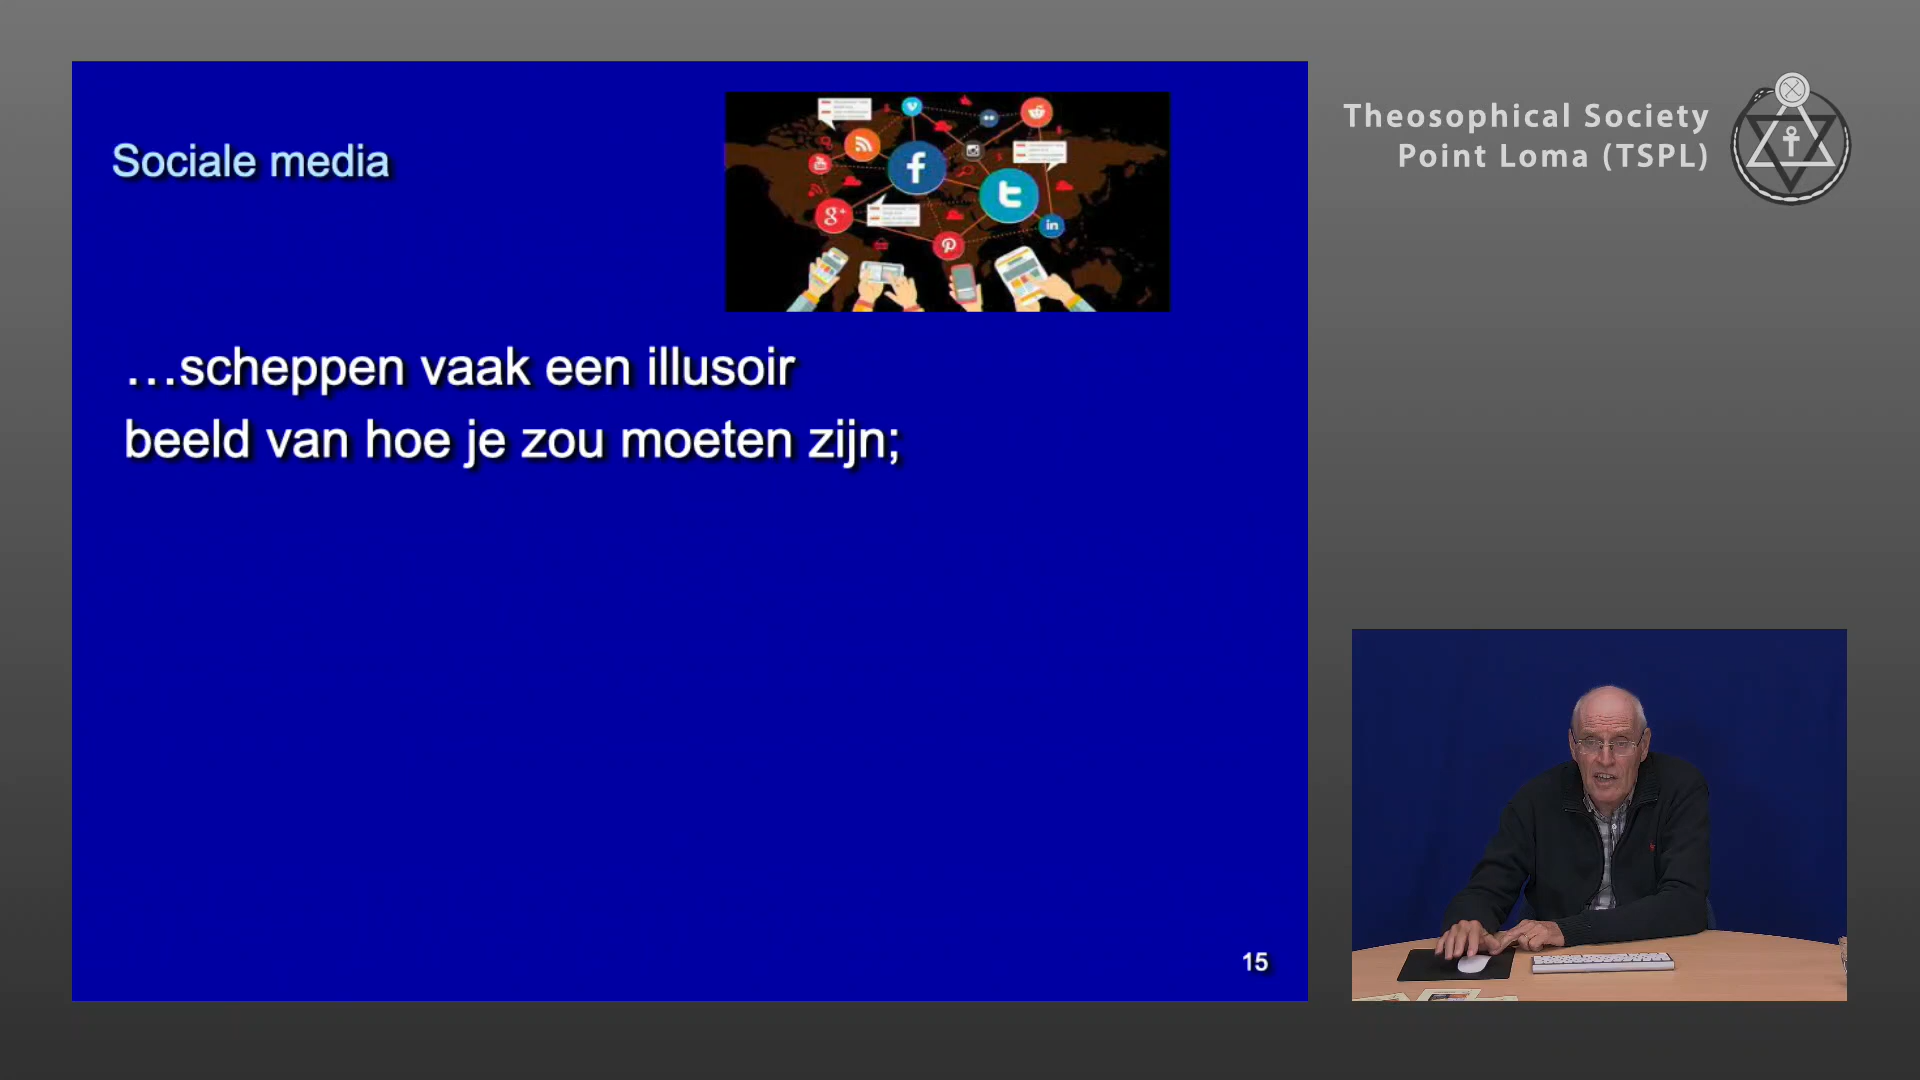 Sociale media
…scheppen vaak een illusoir
beeld van hoe je zou moeten zijn;
15
Theosophical Society
Point Loma (TSPL)